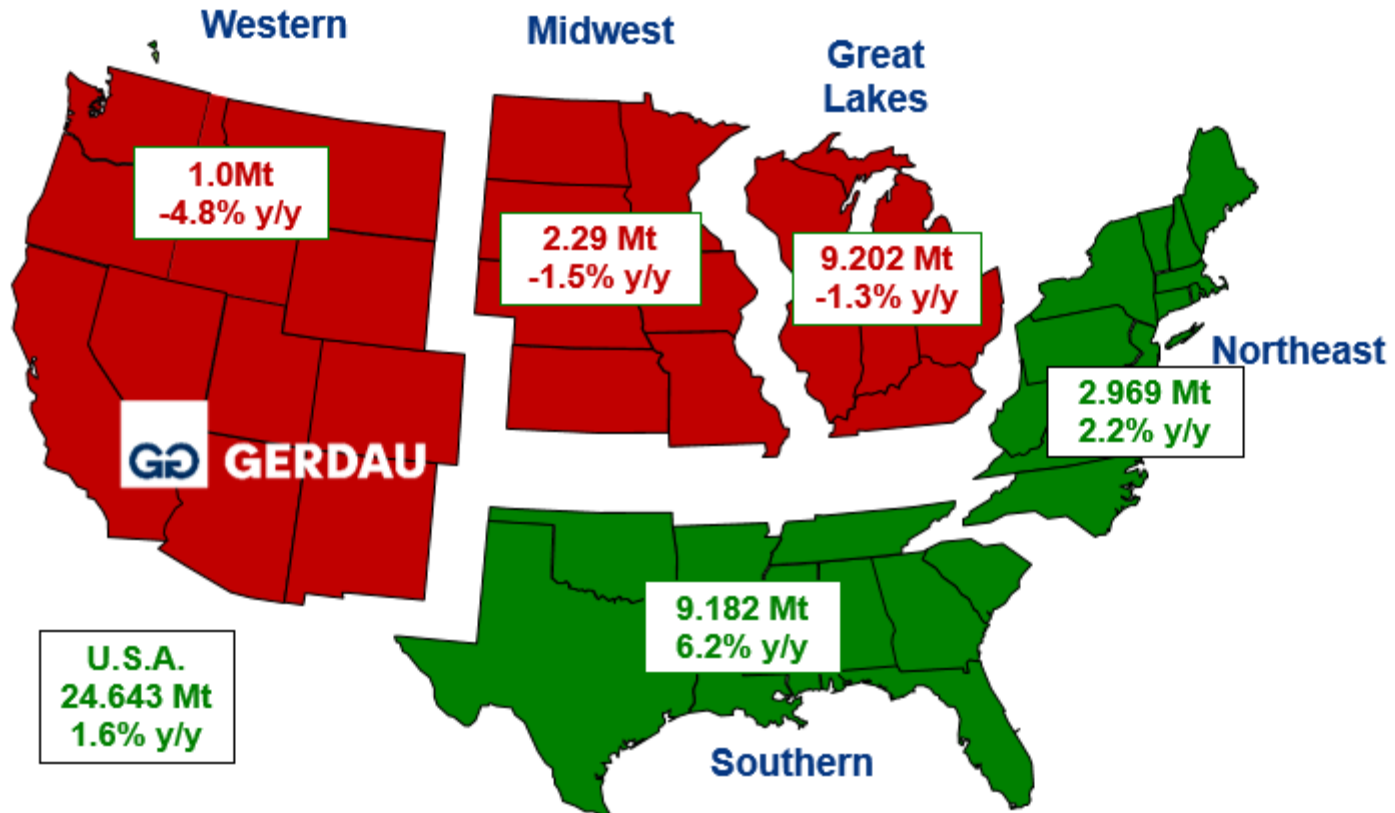 Western
Midwest
Great
Lakes
1.0Mt
-4.8% y/y
2.29 Mt
-1.5% y/y
9.202 Mt
-1.3% y/y
Northeast
2.969 Mt
2.2% y/y
GG GERDAU
9.182 Mt
6.2% y/y
U.S.A.
24.643 Mt
1.6% y/y
Southern